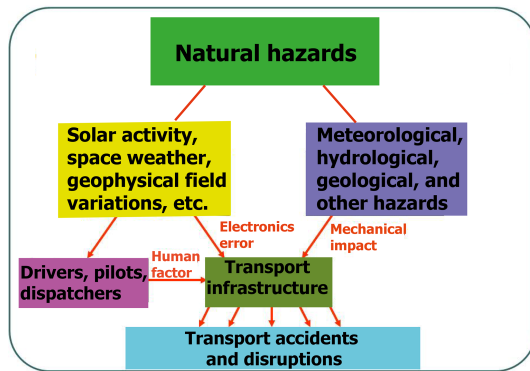 Natural hazards
Solar activity,
space weather,
geophysical field
variations, etc.
Meteorological,
hydrological,
geological, and
other hazards
Electronics
error
Mechanical
impact
Human
factor
Drivers, pilots,
dispatchers
Transport
infrastructure
Transport accidents
and disruptions